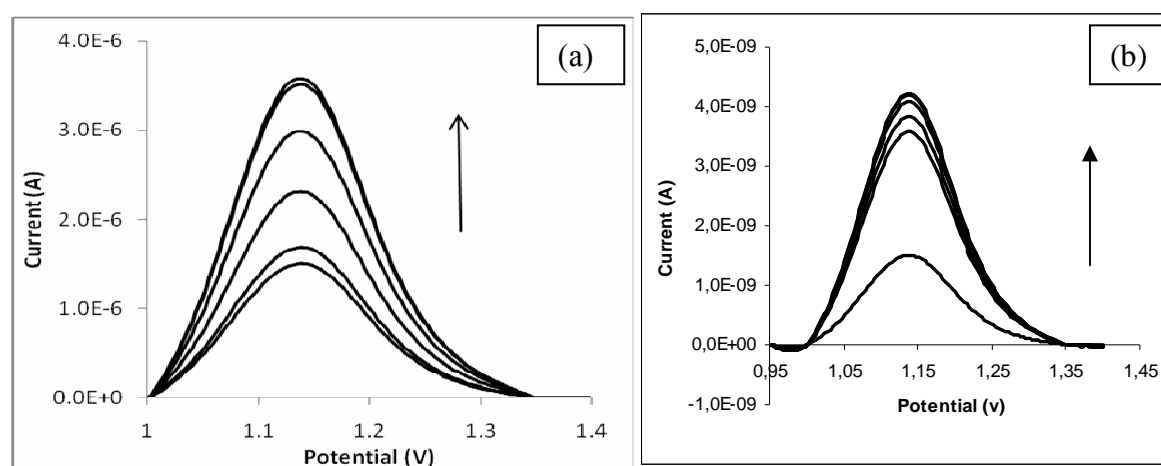 (a)
4.0E-6
3.0E-6
2.0E-6
1.0E-6
0.0E+0
1
1.1
1.2
1.3
1.4
Current (A)
Potential (V)
(b)
5,0E-09
4,0E-09
3,0E-09
2,0E-09
1,0E-09
0,0E+00
-1,0E-09
0,95
1,05
1,15
1,25
1,35
1,45
Current (A)
Potential (v)